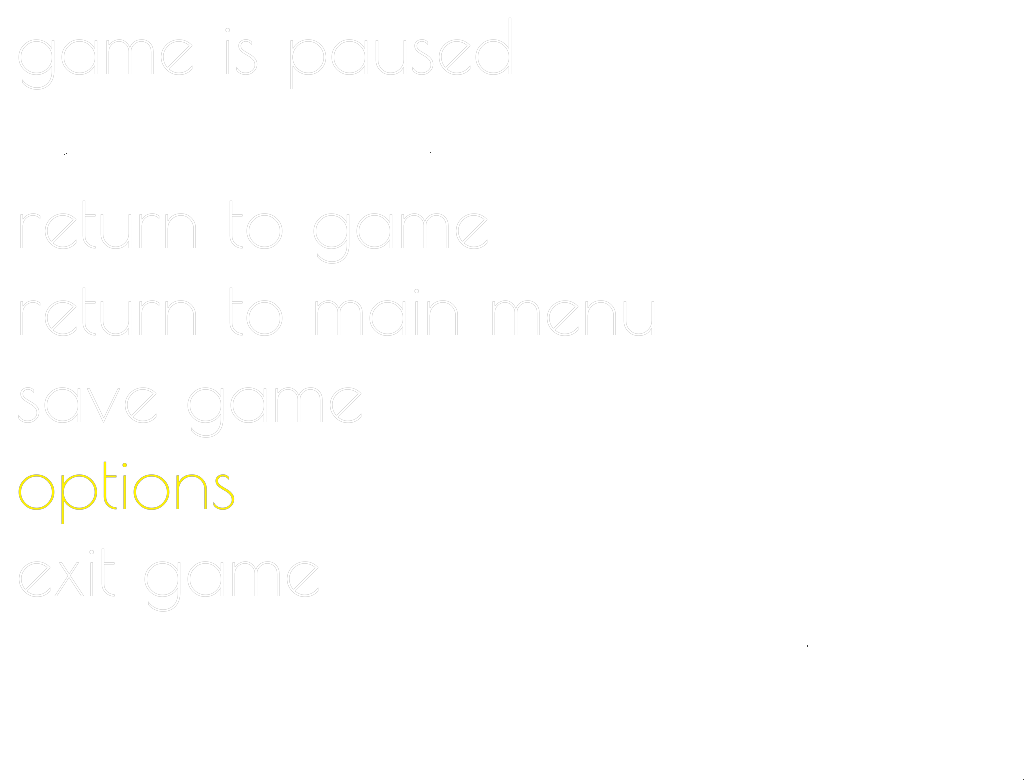 game is paused
return to game
return to main menu
save game
options
exit game